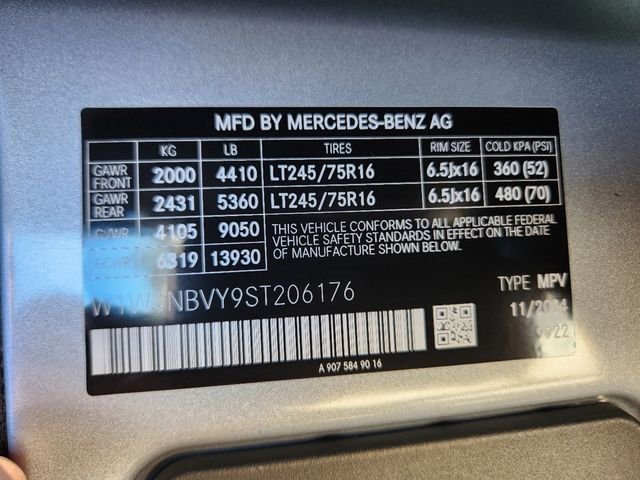 MFD BY MERCEDES-BENZ AG
KG LB TIRES RIM SIZE COLD KPA (PSI)
GAWR FRONT 2000 4410 LT245/75R16 6.5Jx16 360 (52)
GAWR REAR 2431 5360 LT245/75R16 6.5Jx16 480 (70)
GVWR 4105 9050 THIS VEHICLE CONFORMS TO ALL APPLICABLE FEDERAL
VEHICLE SAFETY STANDARDS IN EFFECT ON THE DATE
GCWR 6319 13930 OF MANUFACTURE SHOWN BELOW.
NBVY9ST206176 TYPE MPV
A 907 584 90 16